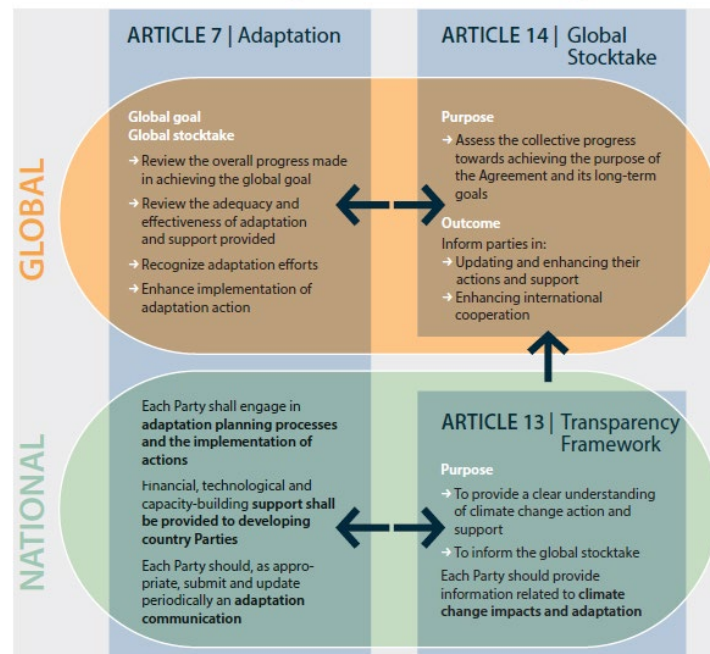 ARTICLE 7 | Adaptation
ARTICLE 14 | Global
Stocktake
GLOBAL
Global goal
Global stocktake
→ Review the overall progress made
in achieving the global goal
→ Review the adequacy and
effectiveness of adaptation
and support provided
→ Recognize adaptation efforts
→ Enhance implementation of
adaptation action
Purpose
→ Assess the collective progress
towards achieving the purpose of
the Agreement and its long-term
goals
Outcome
Inform parties in:
→ Updating and enhancing their
actions and support
→ Enhancing international
cooperation
NATIONAL
Each Party shall engage in
adaptation planning processes
and the implementation of
actions
Financial, technological and
capacity-building support shall
be provided to developing
country Parties
Each Party should, as appro-
priate, submit and update
periodically an adaptation
communication
ARTICLE 13 | Transparency
Framework
Purpose
→ To provide a clear understanding
of climate change action and
support
→ To inform the global stocktake
Each Party should provide
information related to climate
change impacts and adaptation